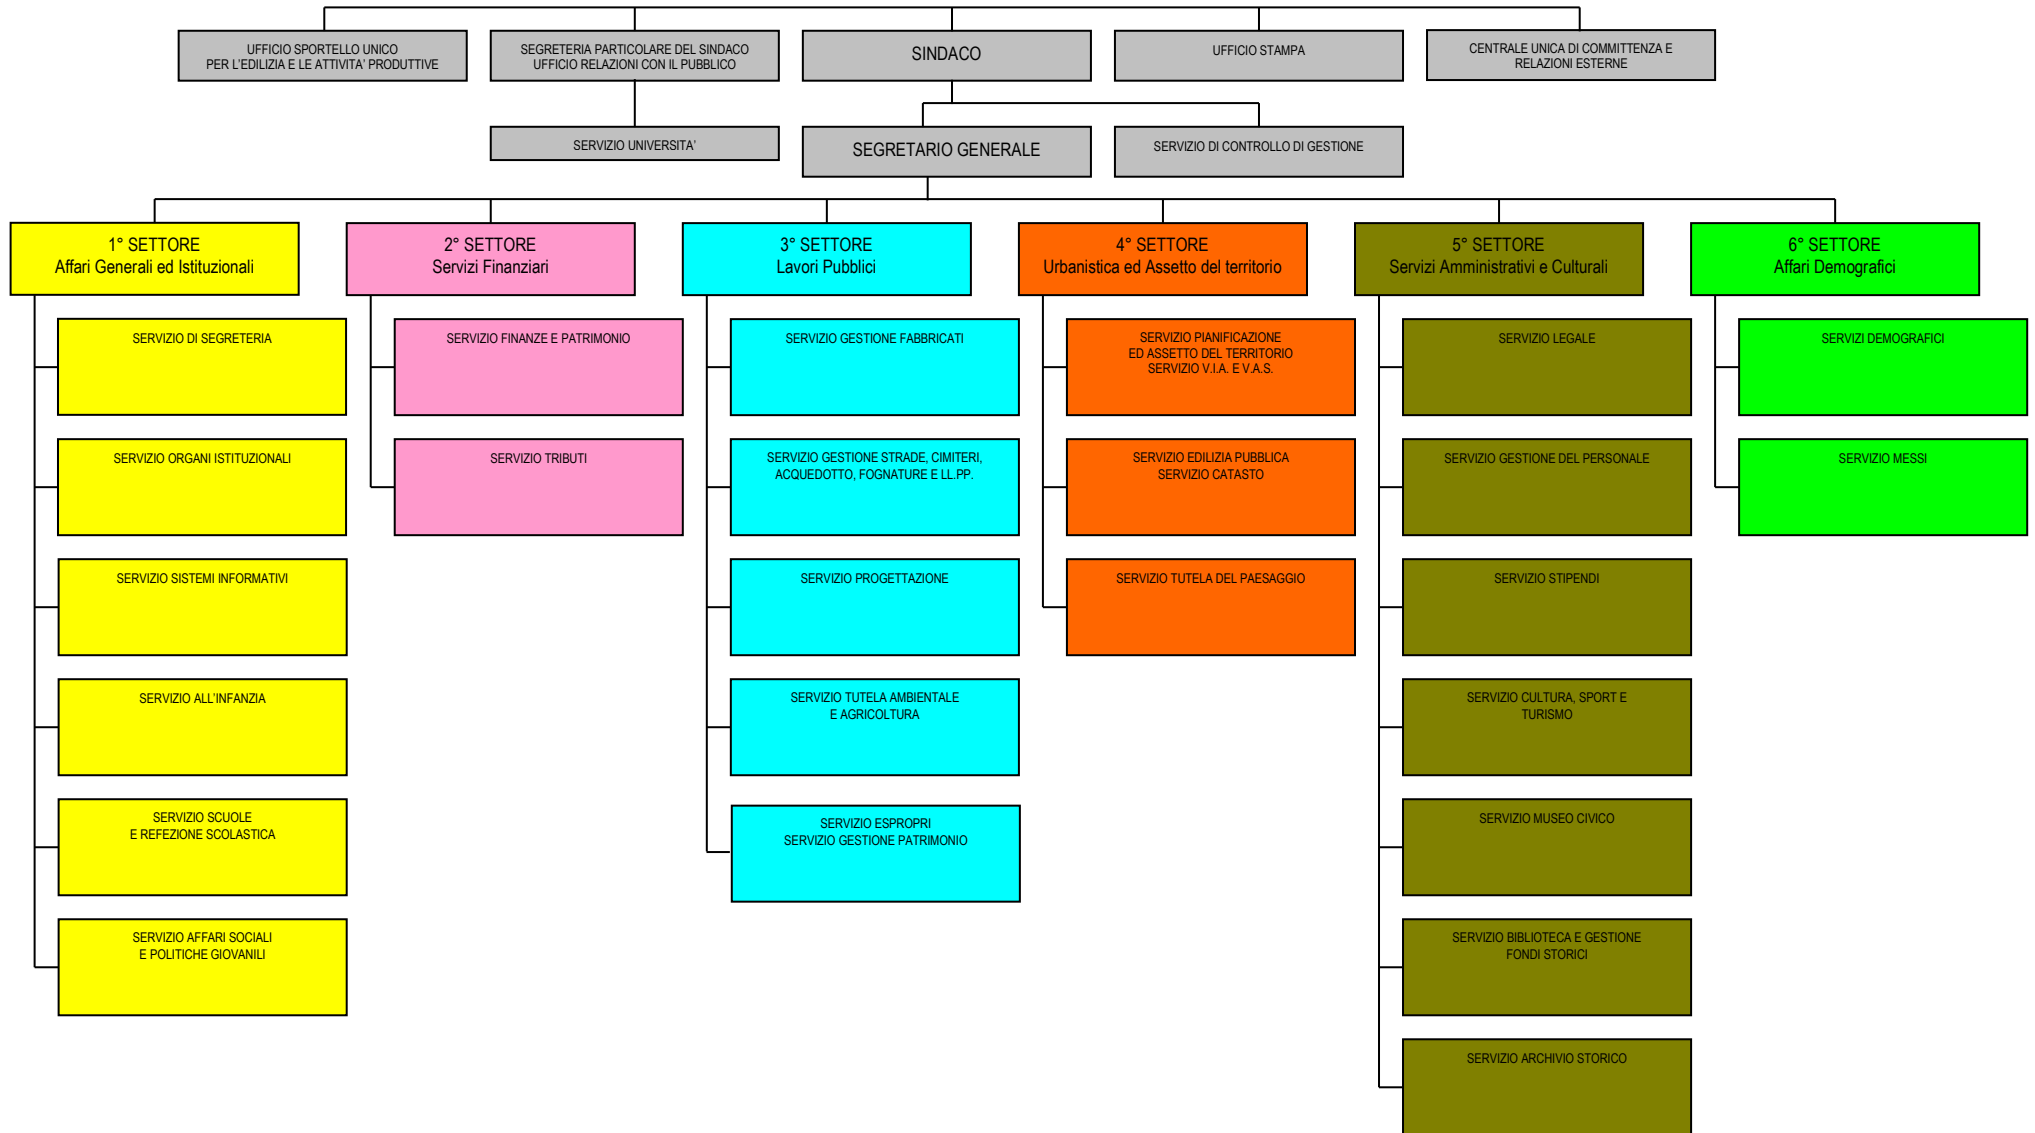 UFFICIO SPORTELLO UNICO
PER L'EDILIZIA E LE ATTIVITA' PRODUTTIVE
SEGRETERIA PARTICOLARE DEL SINDACO
UFFICIO RELAZIONI CON IL PUBBLICO
SINDACO
UFFICIO STAMPA
CENTRALE UNICA DI COMMITTENZA E
RELAZIONI ESTERNE
SERVIZIO UNIVERSITA'
SEGRETARIO GENERALE
SERVIZIO DI CONTROLLO DI GESTIONE
1° SETTORE
Affari Generali ed Istituzionali
2° SETTORE
Servizi Finanziari
3° SETTORE
Lavori Pubblici
4° SETTORE
Urbanistica ed Assetto del territorio
5° SETTORE
Servizi Amministrativi e Culturali
6° SETTORE
Affari Demografici
SERVIZIO DI SEGRETERIA
SERVIZIO ORGANI ISTITUZIONALI
SERVIZIO SISTEMI INFORMATIVI
SERVIZIO ALL'INFANZIA
SERVIZIO SCUOLE
E REFEZIONE SCOLASTICA
SERVIZIO AFFARI SOCIALI
E POLITICHE GIOVANILI
SERVIZIO FINANZE E PATRIMONIO
SERVIZIO TRIBUTI
SERVIZIO GESTIONE FABBRICATI
SERVIZIO GESTIONE STRADE, CIMITERI,
ACQUEDOTTO, FOGNATURE E LL.PP.
SERVIZIO PROGETTAZIONE
SERVIZIO TUTELA AMBIENTALE
E AGRICOLTURA
SERVIZIO ESPROPRI
SERVIZIO GESTIONE PATRIMONIO
SERVIZIO PIANIFICAZIONE
ED ASSETTO DEL TERRITORIO
SERVIZIO V.I.A. E V.A.S.
SERVIZIO EDILIZIA PUBBLICA
SERVIZIO CATASTO
SERVIZIO TUTELA DEL PAESAGGIO
SERVIZIO LEGALE
SERVIZIO GESTIONE DEL PERSONALE
SERVIZIO STIPENDI
SERVIZIO CULTURA, SPORT E
TURISMO
SERVIZIO MUSEO CIVICO
SERVIZIO BIBLIOTECA E GESTIONE
FONDI STORICI
SERVIZIO ARCHIVIO STORICO
SERVIZI DEMOGRAFICI
SERVIZIO MESSI